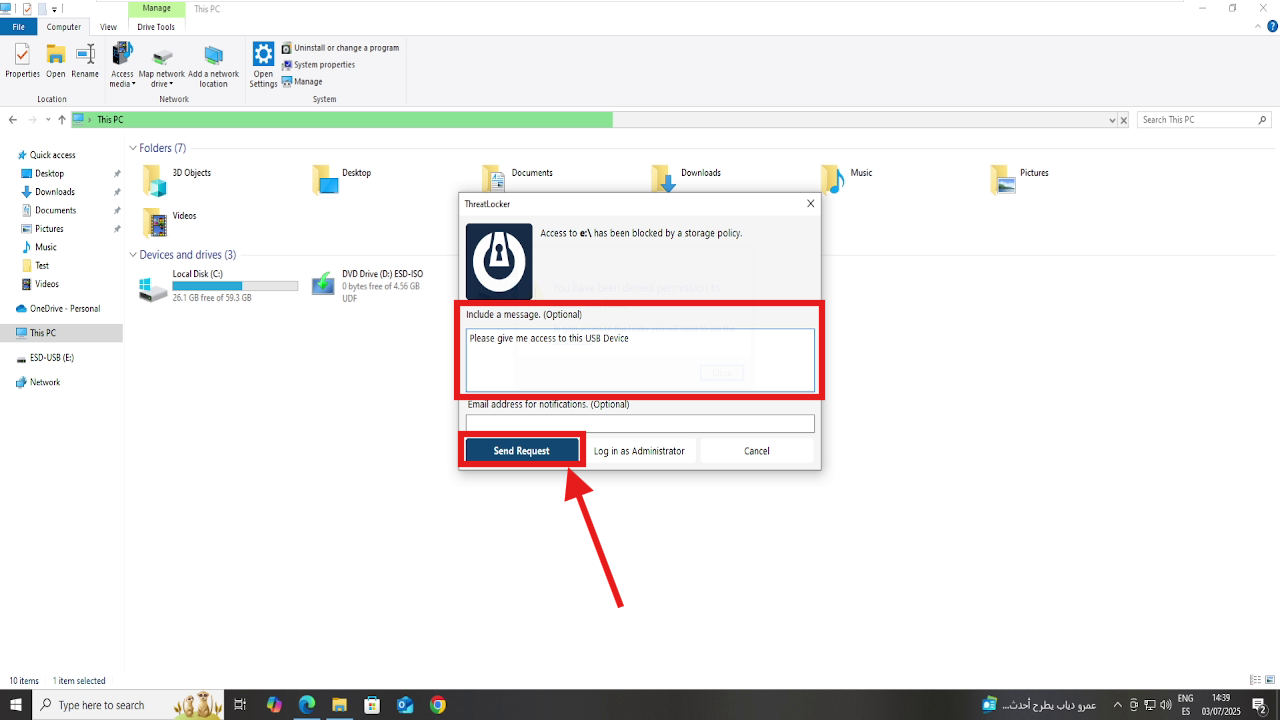 Manage
This PC
File
Computer
View
Drive Tools
Properties
Open
Rename
Access media
Map network drive
Add a network location
Open Settings
Uninstall or change a program
System properties
Manage
Location
Network
System
This PC
Search This PC
Quick access
Desktop
Downloads
Documents
Pictures
Music
Test
Videos
OneDrive - Personal
This PC
ESD-USB (E:)
Network
Folders (7)
3D Objects
Desktop
Documents
Downloads
Music
Pictures
Videos
Devices and drives (3)
Local Disk (C:)
26.1 GB free of 59.3 GB
DVD Drive (D:) ESD-ISO
0 bytes free of 4.56 GB
UDF
ThreatLocker
Access to e:\ has been blocked by a storage policy.
You have been denied permission to
Include a message. (Optional)
Please give me access to this USB Device
Close
Email address for notifications. (Optional)
Send Request
Log in as Administrator
Cancel
10 items
1 item selected
Type here to search
عمرو دياب يطرح أحدث...
ENG
ES
14:39
03/07/2025
2